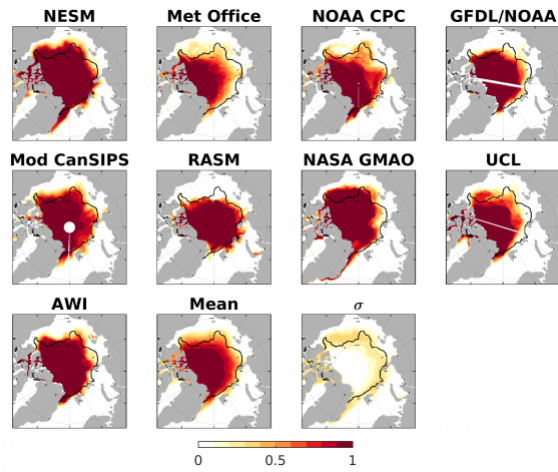 NESM Met Office NOAA CPC GFDL/NOAA
Mod CanSIPS RASM NASA GMAO UCL
AWI Mean σ
0 0.5 1